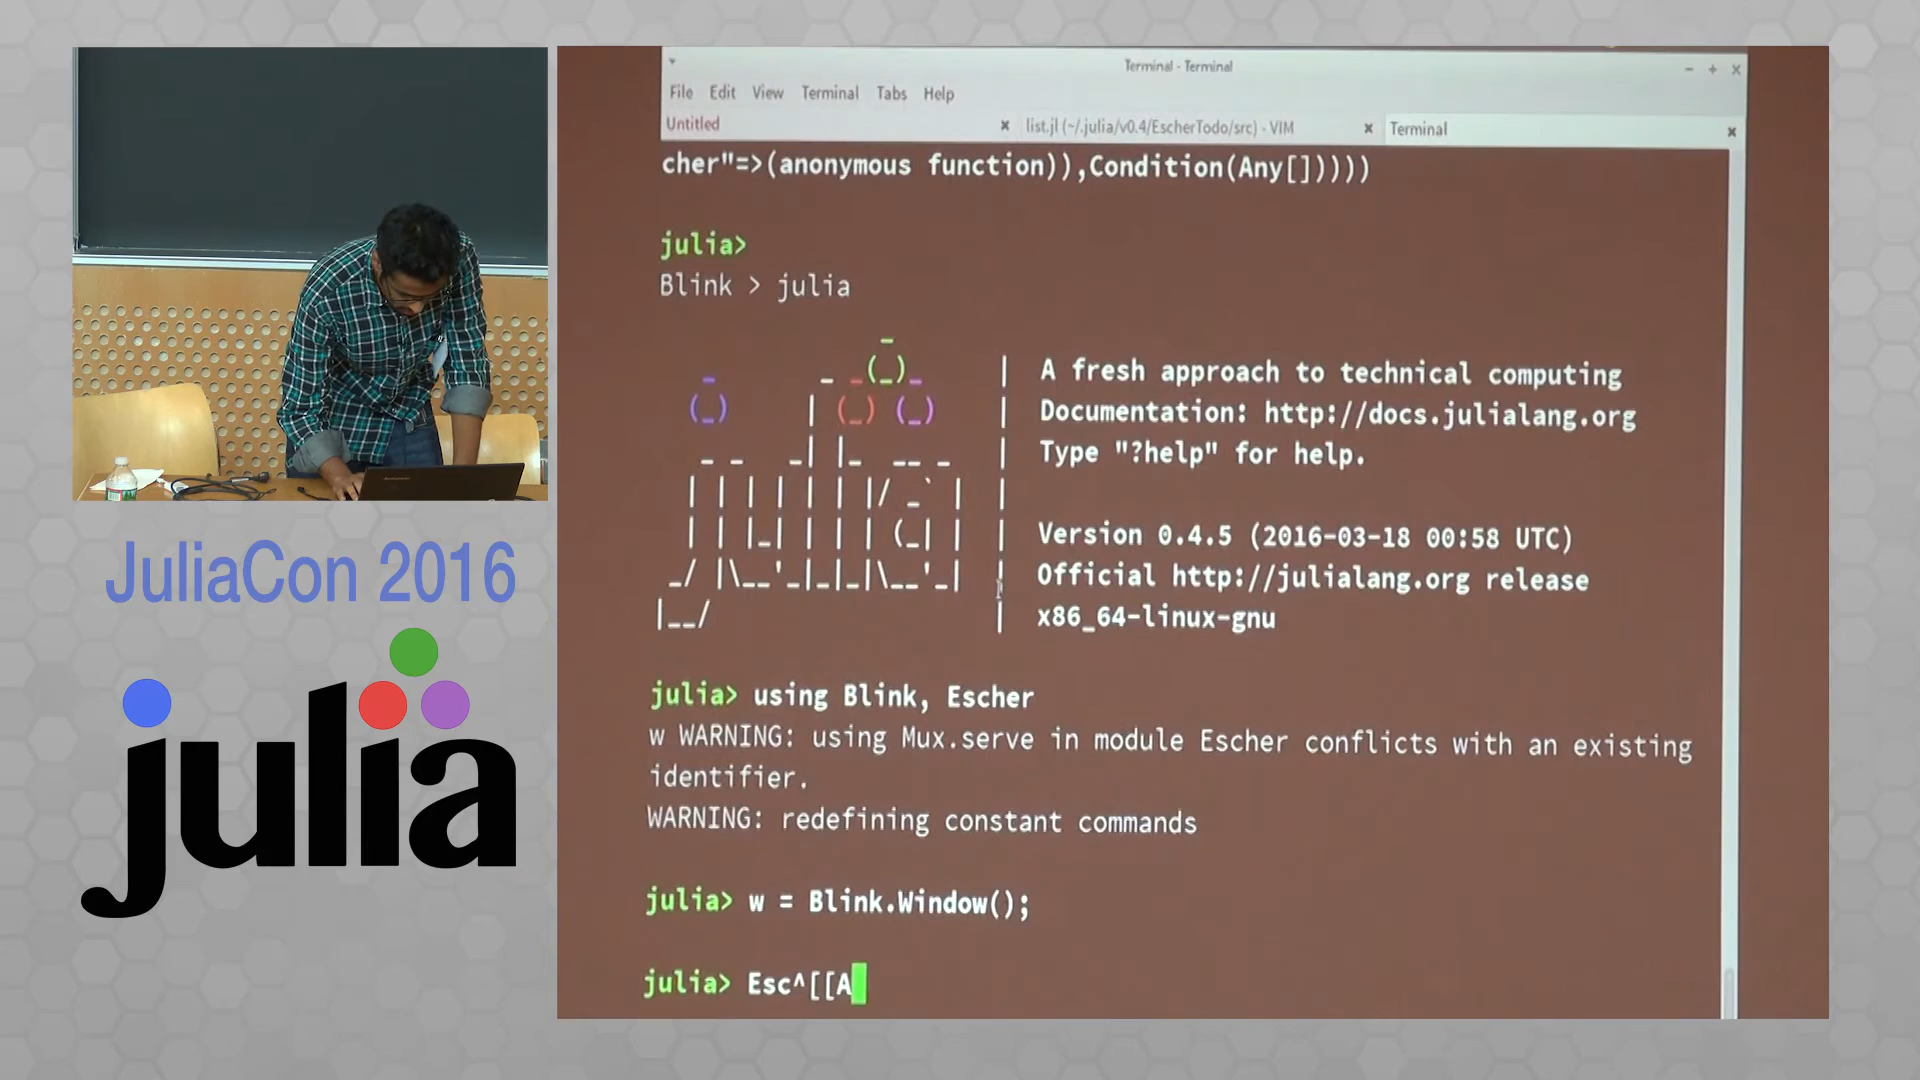 Terminal - Terminal
File Edit View Terminal Tabs Help
Untitled
list.jl (~/.julia/v0.4/EscherTodo/src) - VIM
Terminal
cher"=>(anonymous function)),Condition(Any[]))))
julia>
Blink > julia
A fresh approach to technical computing
Documentation: http://docs.julialang.org
Type "?help" for help.
Version 0.4.5 (2016-03-18 00:58 UTC)
Official http://julialang.org release
x86_64-linux-gnu
julia> using Blink, Escher
w WARNING: using Mux.serve in module Escher conflicts with an existing
identifier.
WARNING: redefining constant commands
julia> w = Blink.Window();
julia> Esc^[[A
JuliaCon 2016
julia